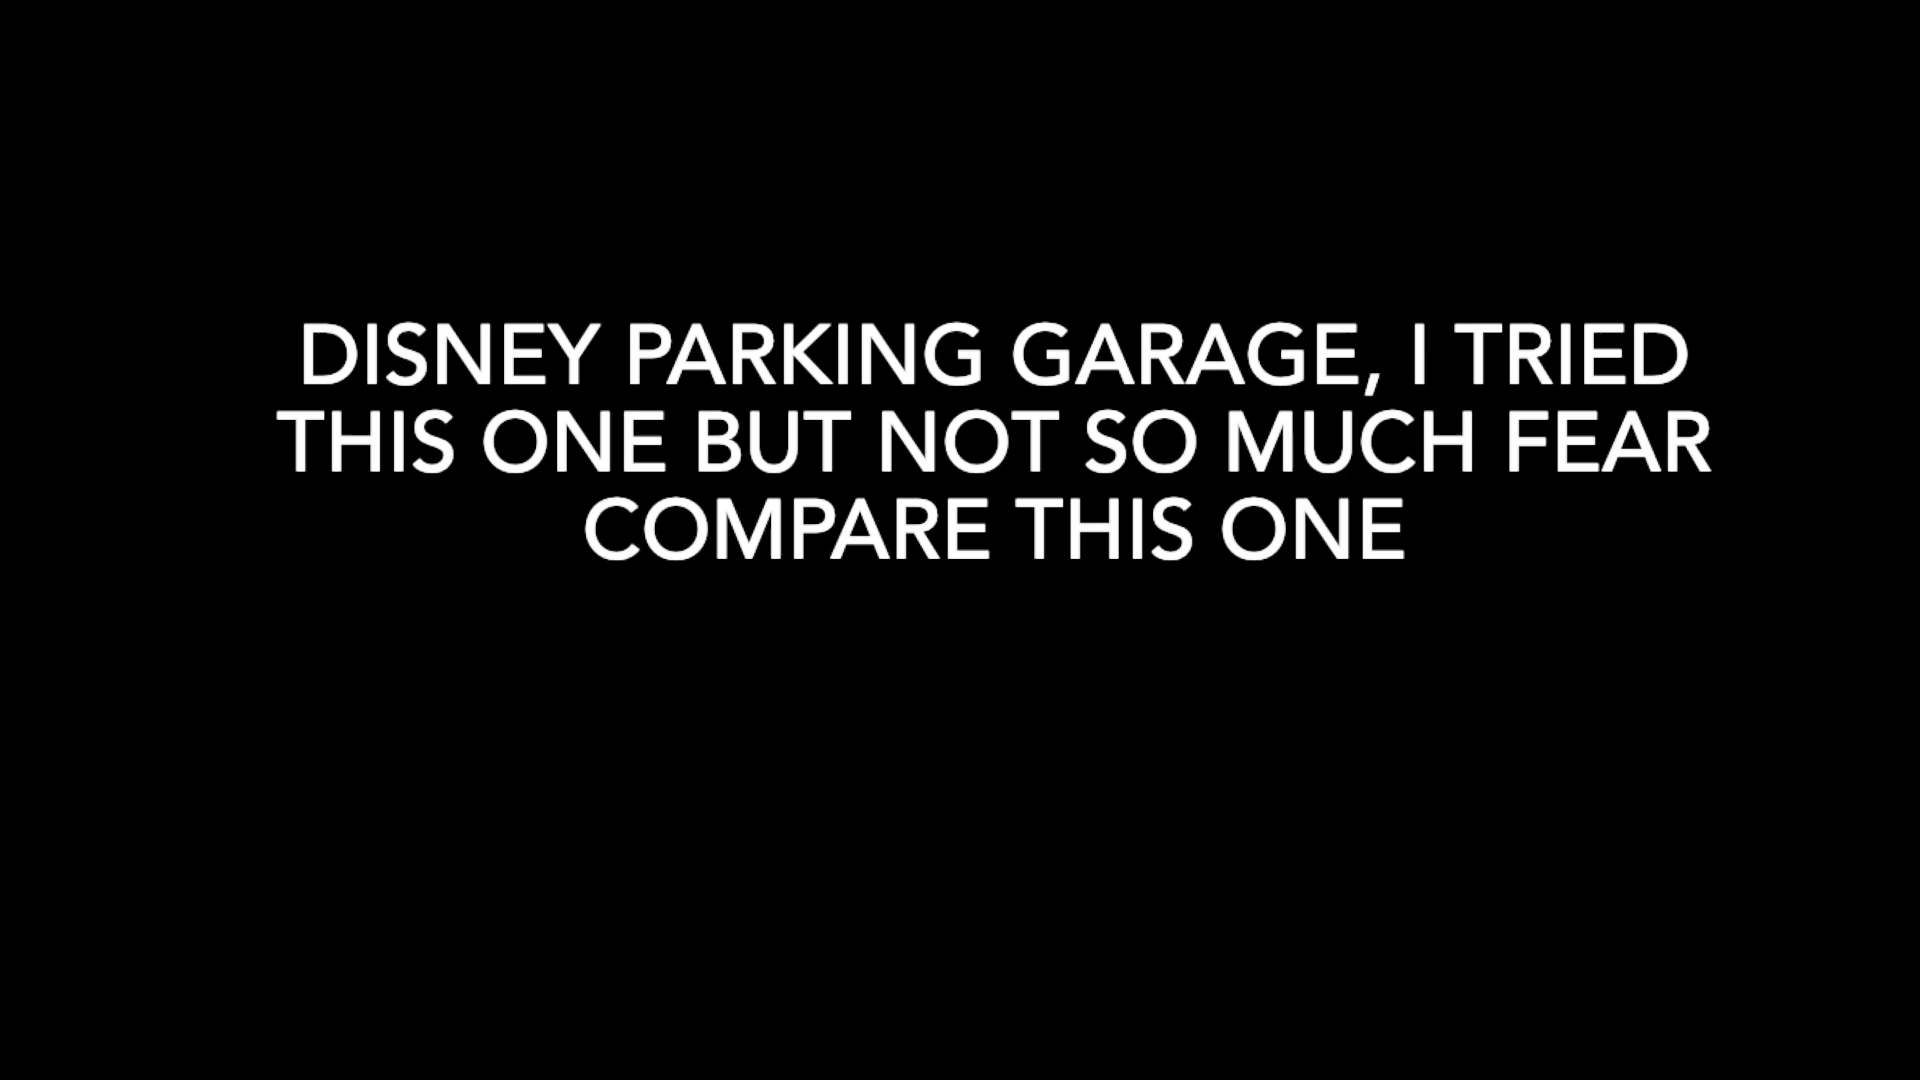 DISNEY PARKING GARAGE, I TRIED
THIS ONE BUT NOT SO MUCH FEAR
COMPARE THIS ONE